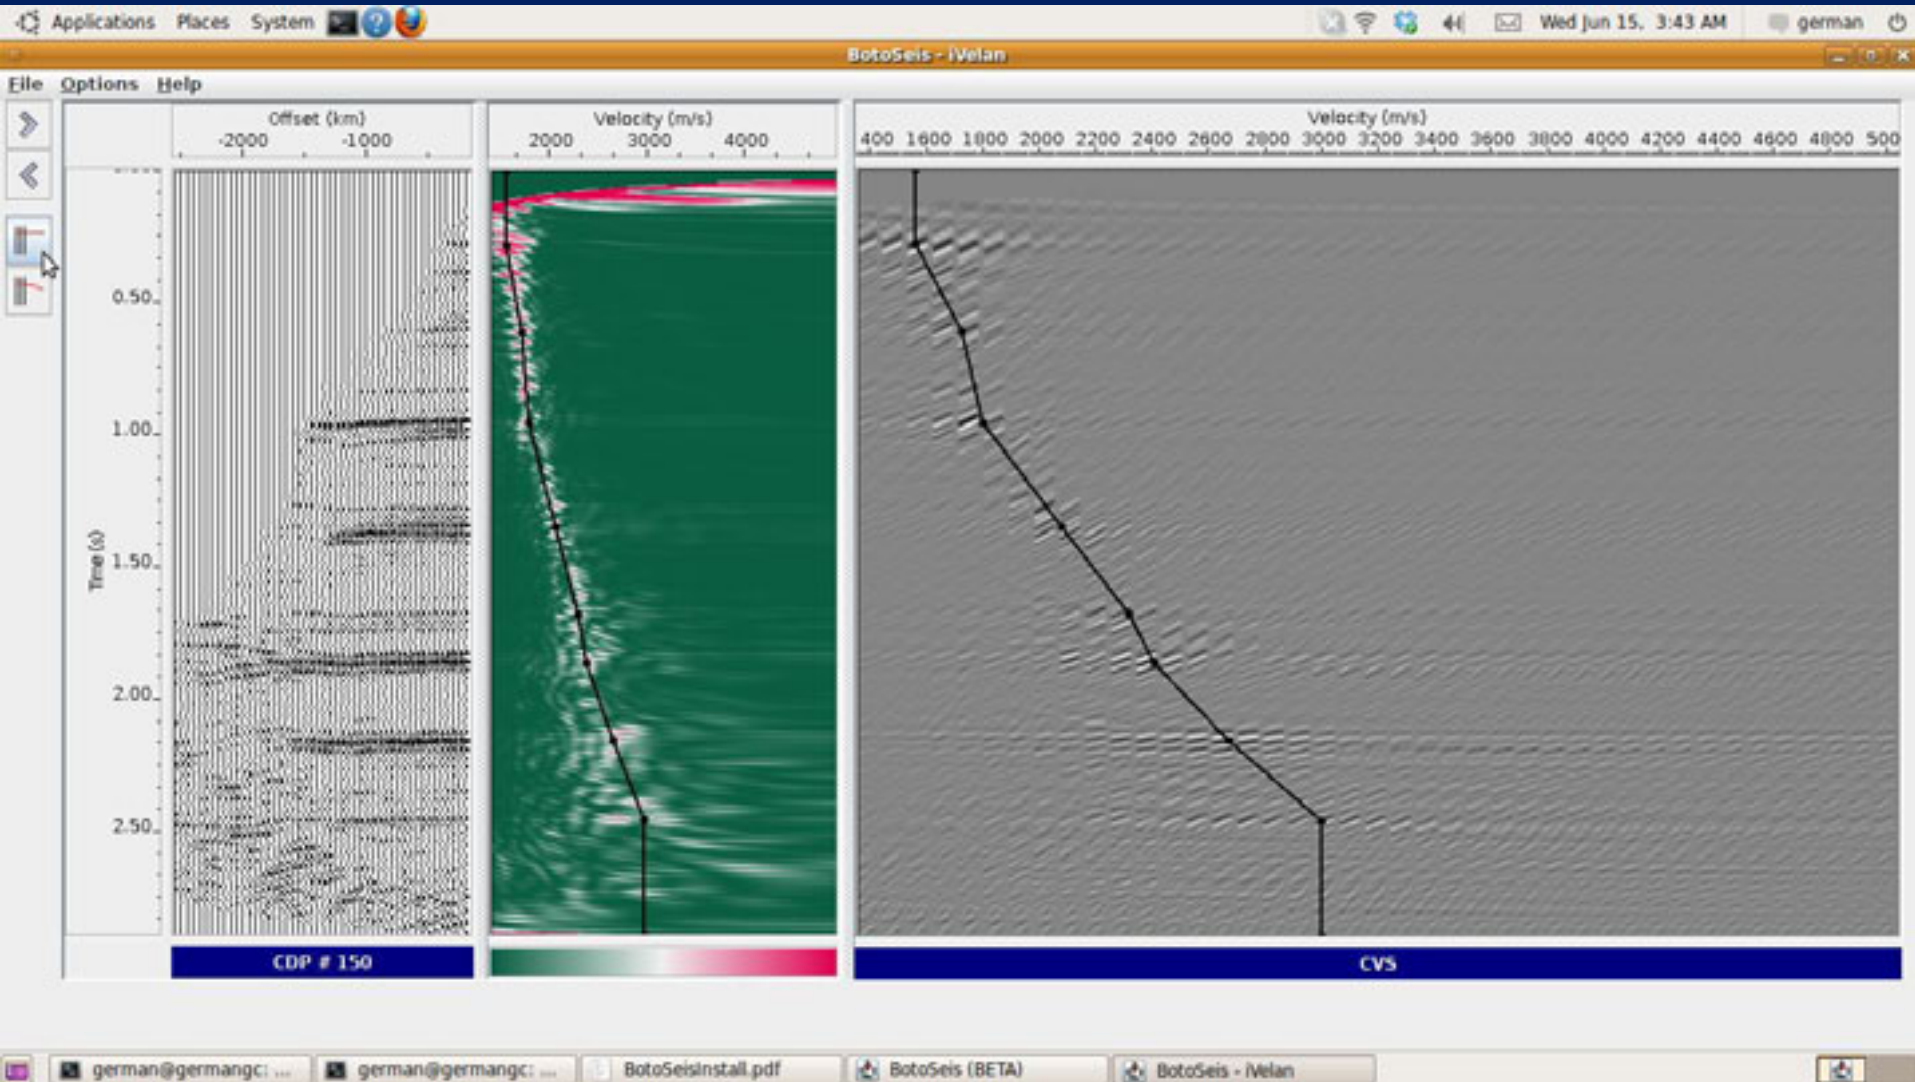 Applications Places System Wed Jun 15, 3:43 AM german
BotoSeis - iVelan
File Options Help
Offset (km)
-2000 -1000
Velocity (m/s)
2000 3000 4000
Velocity (m/s)
400 1600 1800 2000 2200 2400 2600 2800 3000 3200 3400 3600 3800 4000 4200 4400 4600 4800 500
0.50
1.00
Time (s)
1.50
2.00
2.50
CDP # 150
CVS
german@germangc: ... german@germangc: ... BotoSeisInstall.pdf BotoSeis (BETA) BotoSeis - iVelan